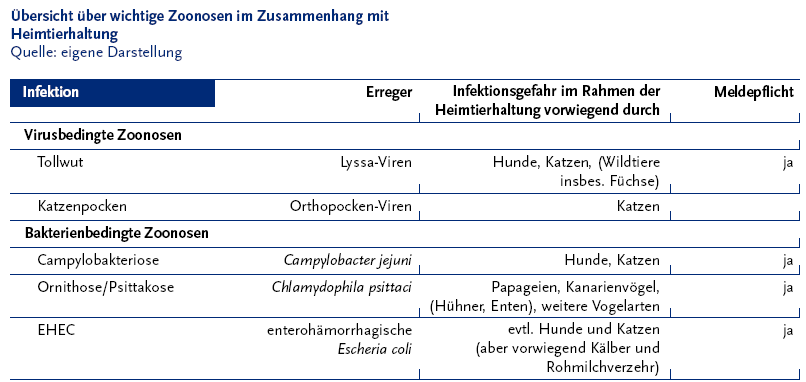 Übersicht über wichtige Zoonosen im Zusammenhang mit
Heimtierhaltung
Quelle: eigene Darstellung
Infektion Erreger Infektionsgefahr im Rahmen der Meldepflicht
Heimtierhaltung vorwiegend durch
Virusbedingte Zoonosen
Tollwut Lyssa-Viren Hunde, Katzen, (Wildtiere ja
insbes. Füchse)
Katzenpocken Orthopocken-Viren Katzen
Bakterienbedingte Zoonosen
Campylobakteriose Campylobacter jejuni Hunde, Katzen ja
Ornithose/Psittakose Chlamydophila psittaci Papageien, Kanarienvögel, ja
(Hühner, Enten), weitere Vogelarten
EHEC enterohämorrhagische evtl. Hunde und Katzen ja
Escheria coli (aber vorwiegend Kälber und
Rohmilchverzehr)